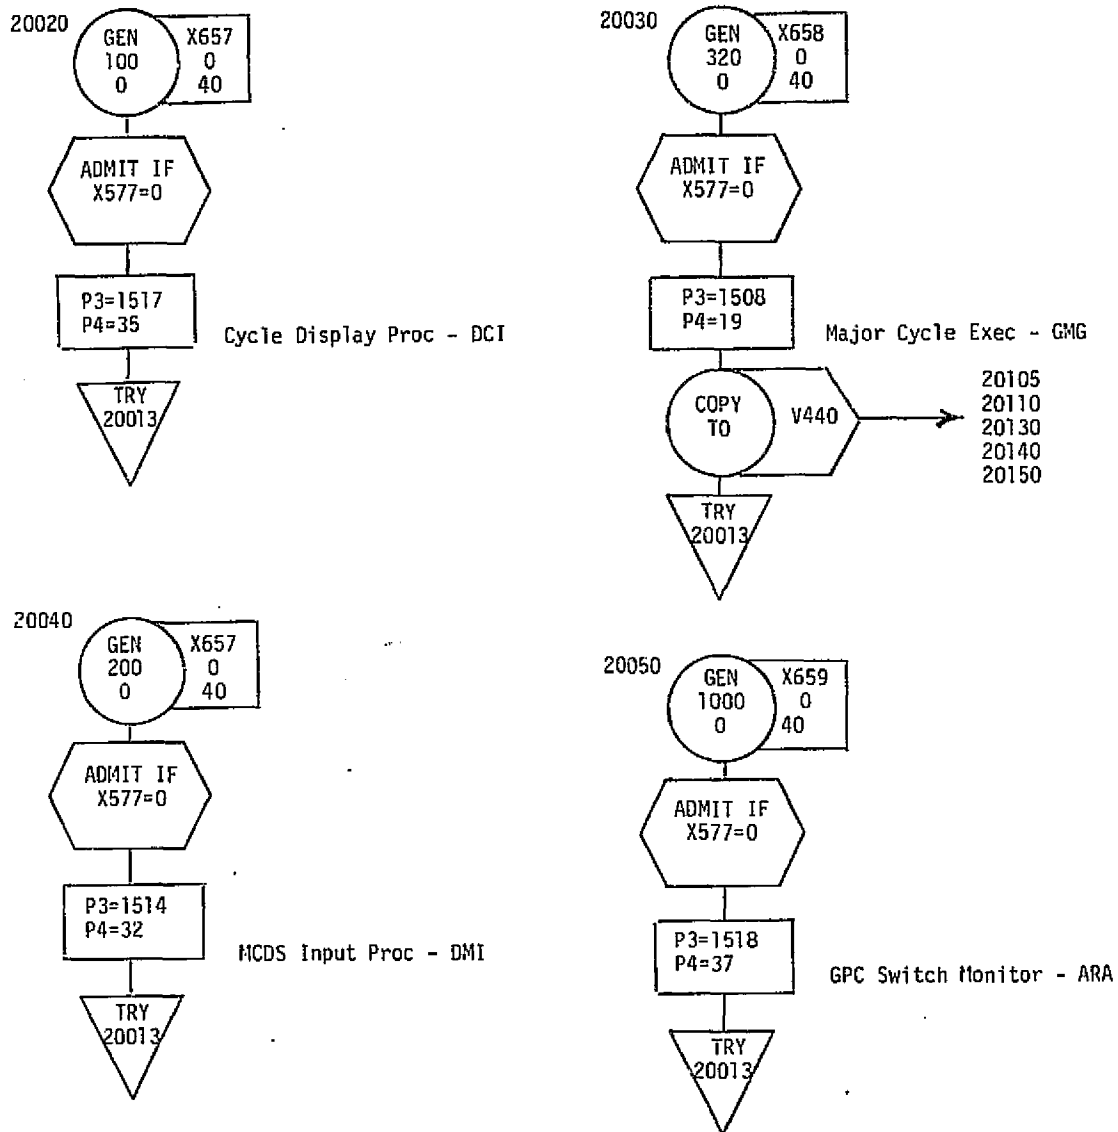 20020
GEN
100
0
X657
0
40
ADMIT IF
X577=0
P3=1517
P4=35
Cycle Display Proc - DCI
TRY
20013
20030
GEN
320
0
X658
0
40
ADMIT IF
X577=0
P3=1508
P4=19
Major Cycle Exec - GMG
COPY
TO
V440
20105
20110
20130
20140
20150
TRY
20013
20040
GEN
200
0
X657
0
40
ADMIT IF
X577=0
P3=1514
P4=32
MCDS Input Proc - DMI
TRY
20013
20050
GEN
1000
0
X659
0
40
ADMIT IF
X577=0
P3=1518
P4=37
GPC Switch Monitor - ARA
TRY
20013